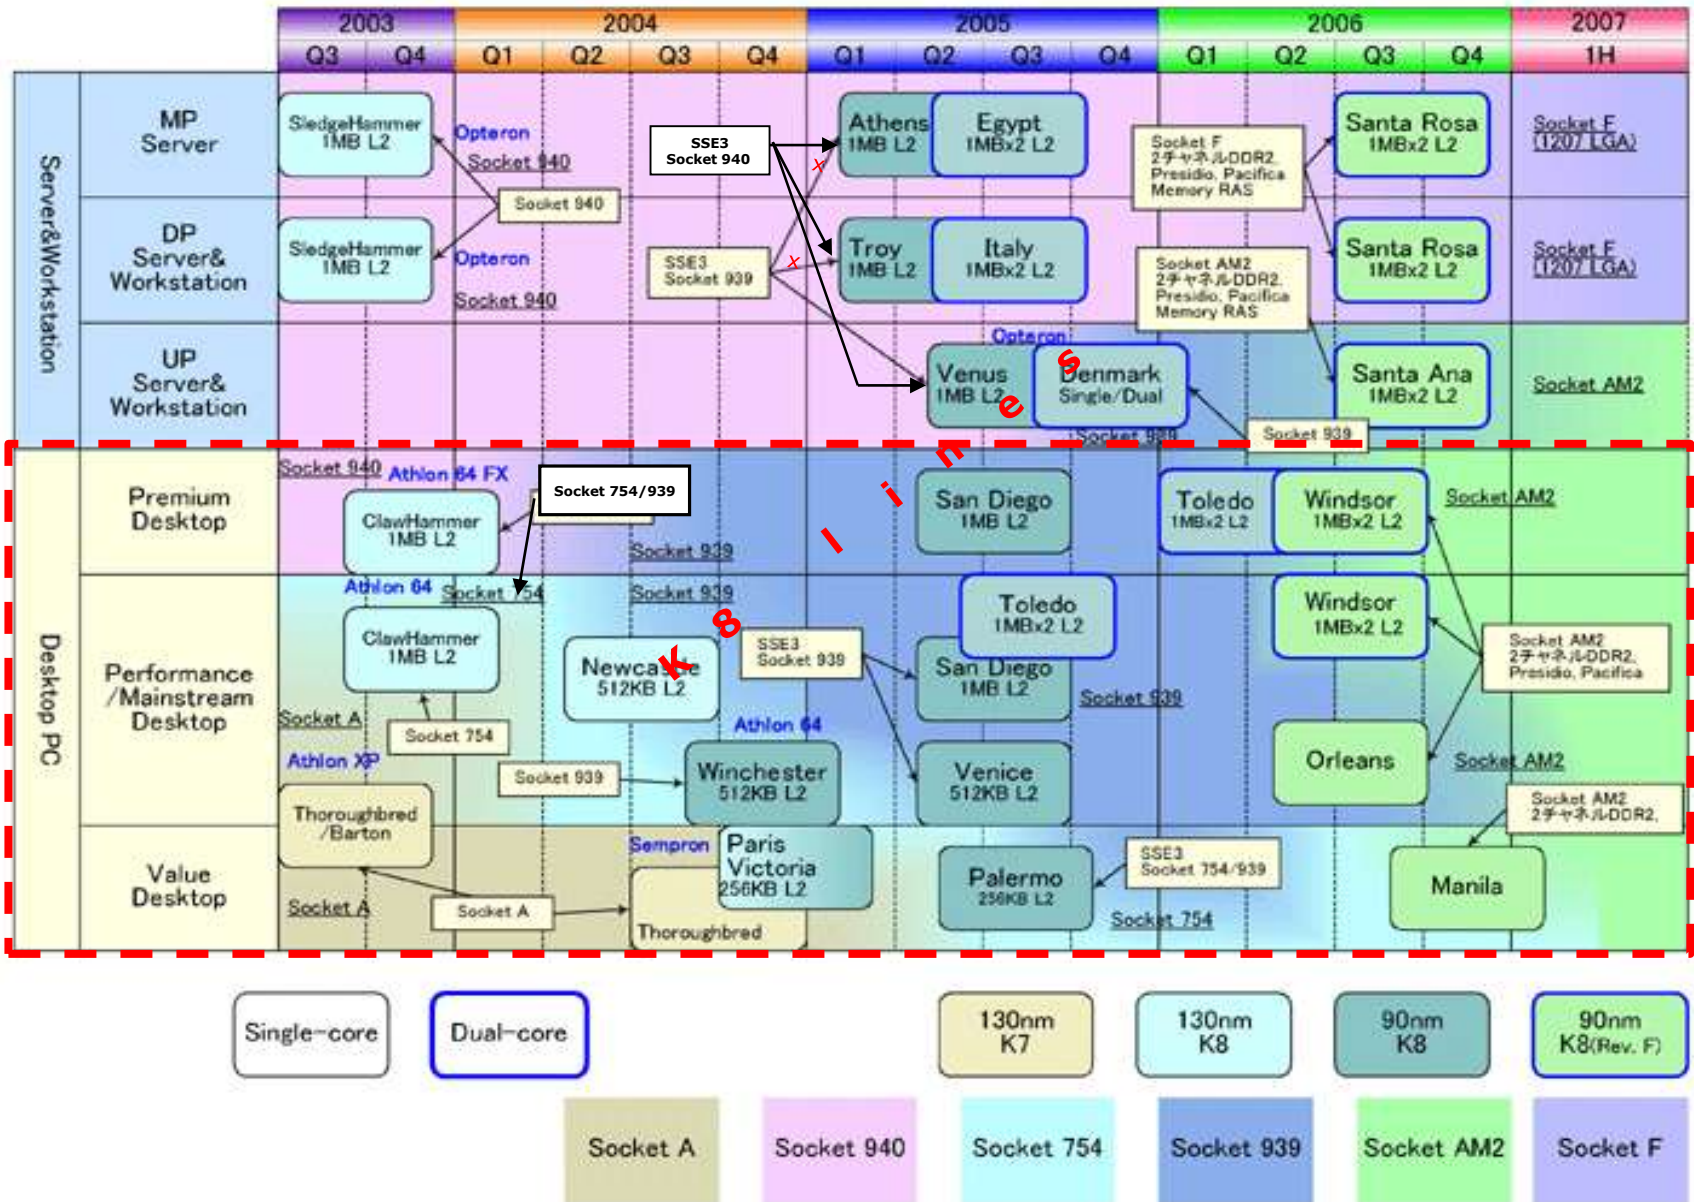 2003
2004
2005
2006
2007
Q3
Q4
Q1
Q2
Q3
Q4
Q1
Q2
Q3
Q4
Q1
Q2
Q3
Q4
1H
Server&Workstation
MP
Server
SledgeHammer
1MB L2
Opteron
Socket 940
SSE3
Socket 940
Athens
1MB L2
Egypt
1MBx2 L2
Socket F
2チャネルDDR2,
Presidio, Pacifica
Memory RAS
Santa Rosa
1MBx2 L2
Socket F
(1207 LGA)
Socket 940
x
DP
Server&
Workstation
SledgeHammer
1MB L2
Opteron
Socket 940
SSE3
Socket 939
x
Troy
1MB L2
Italy
1MBx2 L2
Socket AM2
2チャネルDDR2,
Presidio, Pacifica
Memory RAS
Santa Rosa
1MBx2 L2
Socket F
(1207 LGA)
UP
Server&
Workstation
Opteron
Venus
1MB L2
Denmark
Single/Dual
Socket 939
Socket 939
Santa Ana
1MBx2 L2
Socket AM2
K8 lines
Desktop PC
Premium
Desktop
Socket 940
Athlon 64 FX
ClawHammer
1MB L2
Socket 754/939
Socket 939
San Diego
1MB L2
Toledo
1MBx2 L2
Windsor
1MBx2 L2
Socket AM2
Performance
/Mainstream
Desktop
Athlon 64
Socket 754
Socket 939
ClawHammer
1MB L2
Newcastle
512KB L2
SSE3
Socket 939
Toledo
1MBx2 L2
San Diego
1MB L2
Socket 939
Windsor
1MBx2 L2
Socket AM2
2チャネルDDR2,
Presidio, Pacifica
Socket A
Socket 754
Athlon 64
Athlon XP
Socket 939
Winchester
512KB L2
Venice
512KB L2
Orleans
Socket AM2
Thoroughbred
/Barton
Socket AM2
2チャネルDDR2,
Value
Desktop
Socket A
Socket A
Sempron
Paris
Victoria
256KB L2
Thoroughbred
Palermo
256KB L2
SSE3
Socket 754/939
Socket 754
Manila
Single-core
Dual-core
130nm
K7
130nm
K8
90nm
K8
90nm
K8(Rev. F)
Socket A
Socket 940
Socket 754
Socket 939
Socket AM2
Socket F